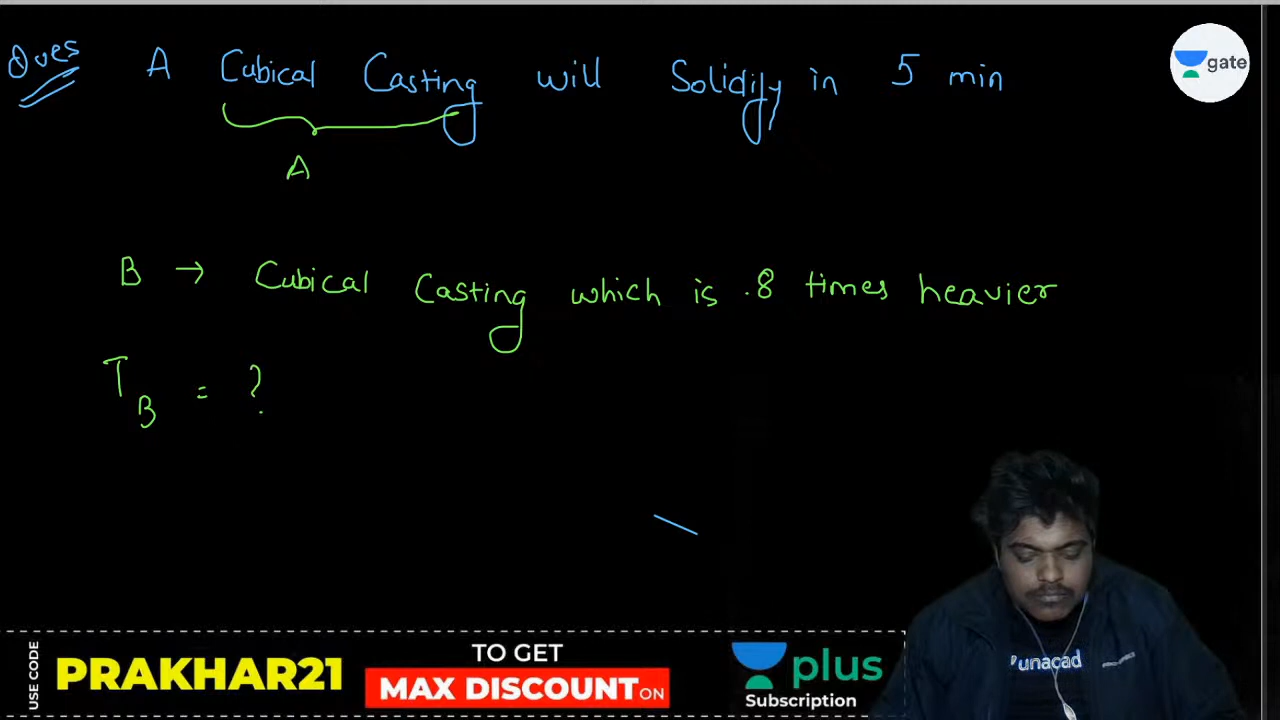 Ques A Cubical Casting will Solidify in 5 min
A
B → Cubical Casting which is .8 times heavier
T_B = ?
gate
USE CODE
PRAKHAR21
TO GET
MAX DISCOUNT ON
plus
Subscription
unacad